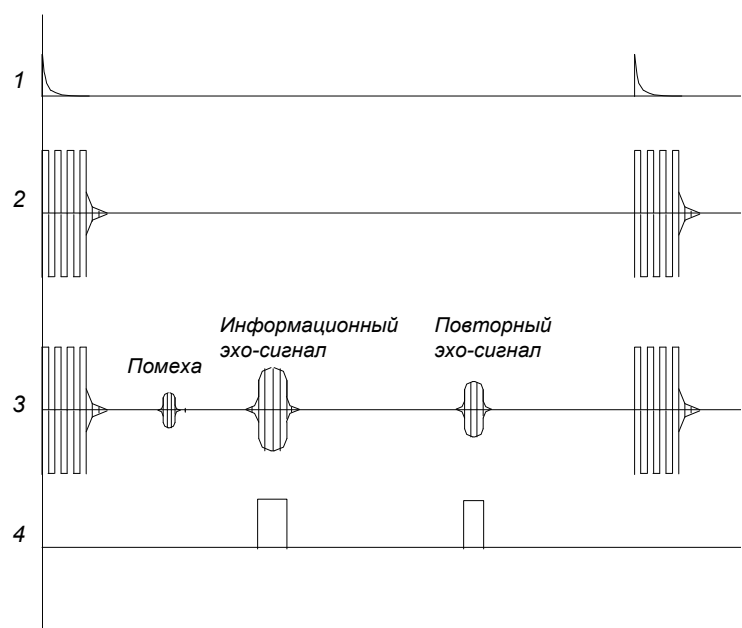 1
2
Информационный
эхо-сигнал
Повторный
эхо-сигнал
Помеха
3
4